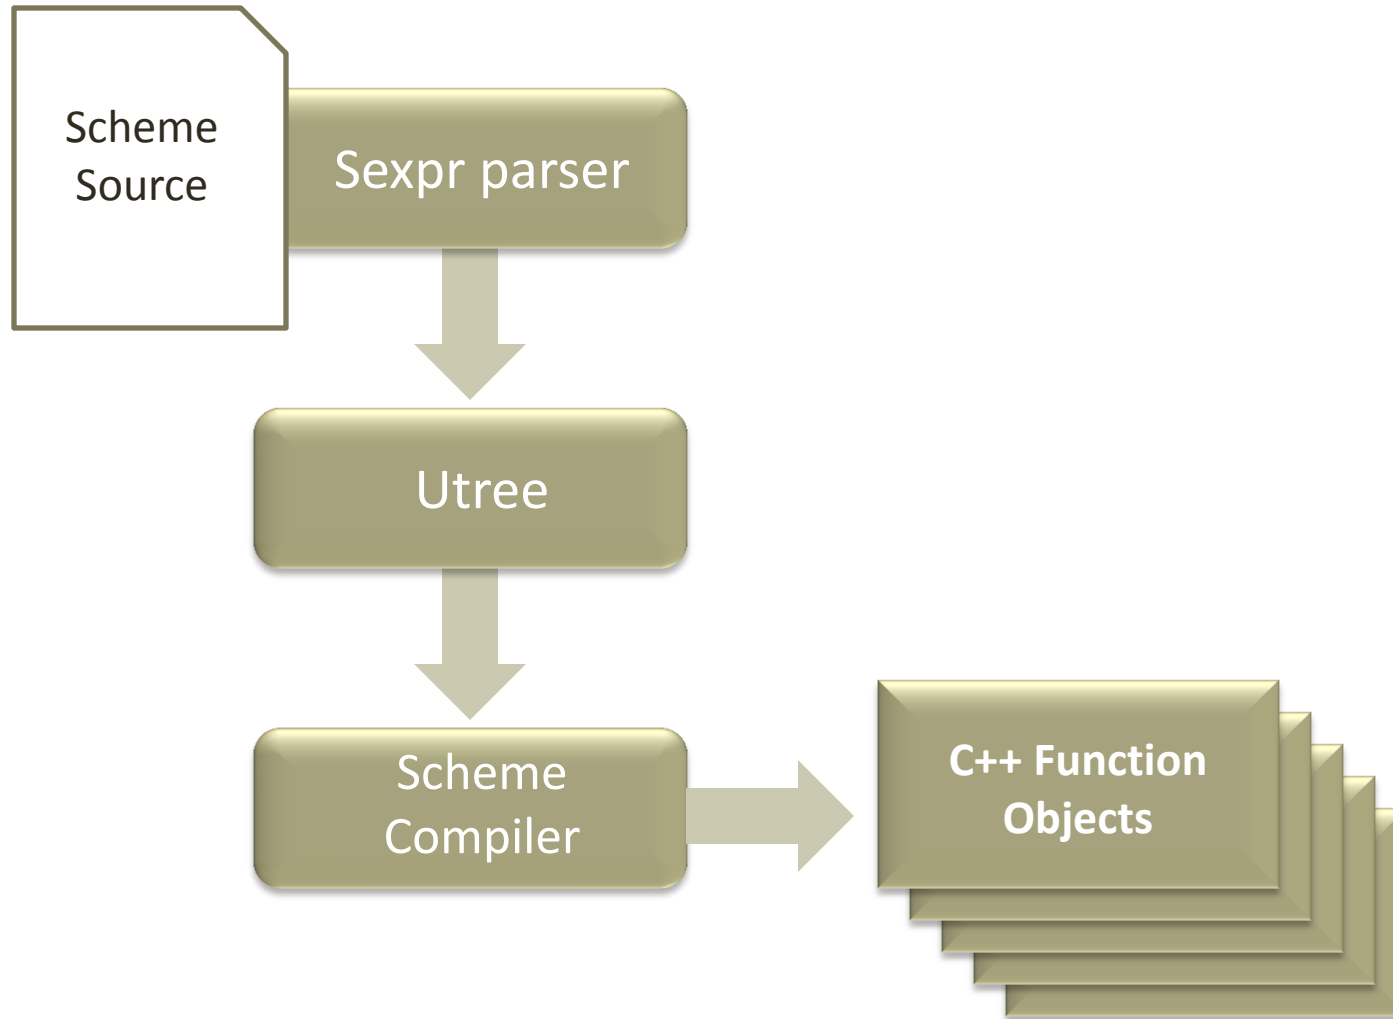 Scheme
Source
Sexpr parser
Utree
Scheme
Compiler
C++ Function
Objects